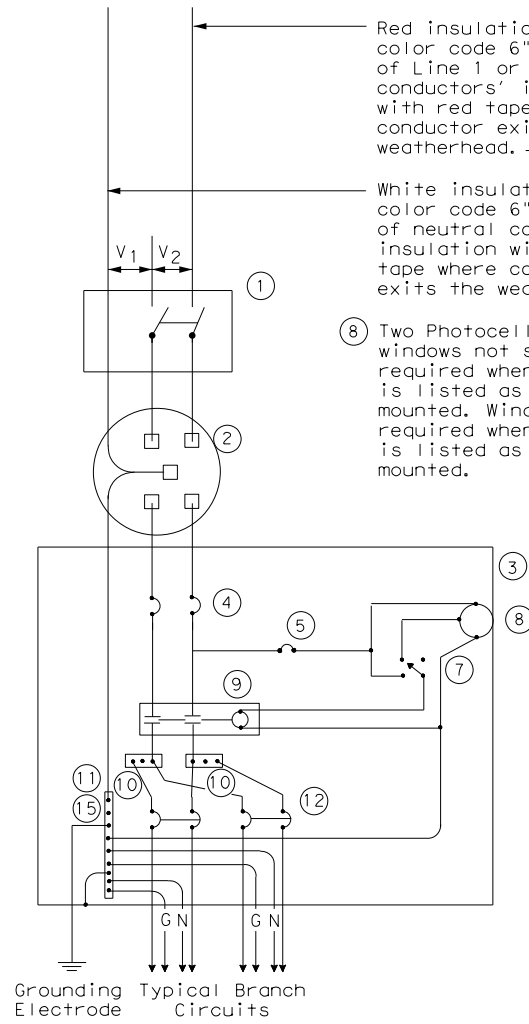 Red insulatio
color code 6"
of Line 1 or
conductors' i
with red tape
conductor exi
weatherhead.
White insulat
color code 6"
of neutral co
insulation wi
tape where co
exits the wea
V1
V2
1
8 Two Photocell
windows not s
required when
is listed as
mounted. Wind
required when
is listed as
mounted.
2
3
4
5
8
7
9
11
10
10
12
15
G N
G N
Grounding
Electrode
Typical Branch
Circuits